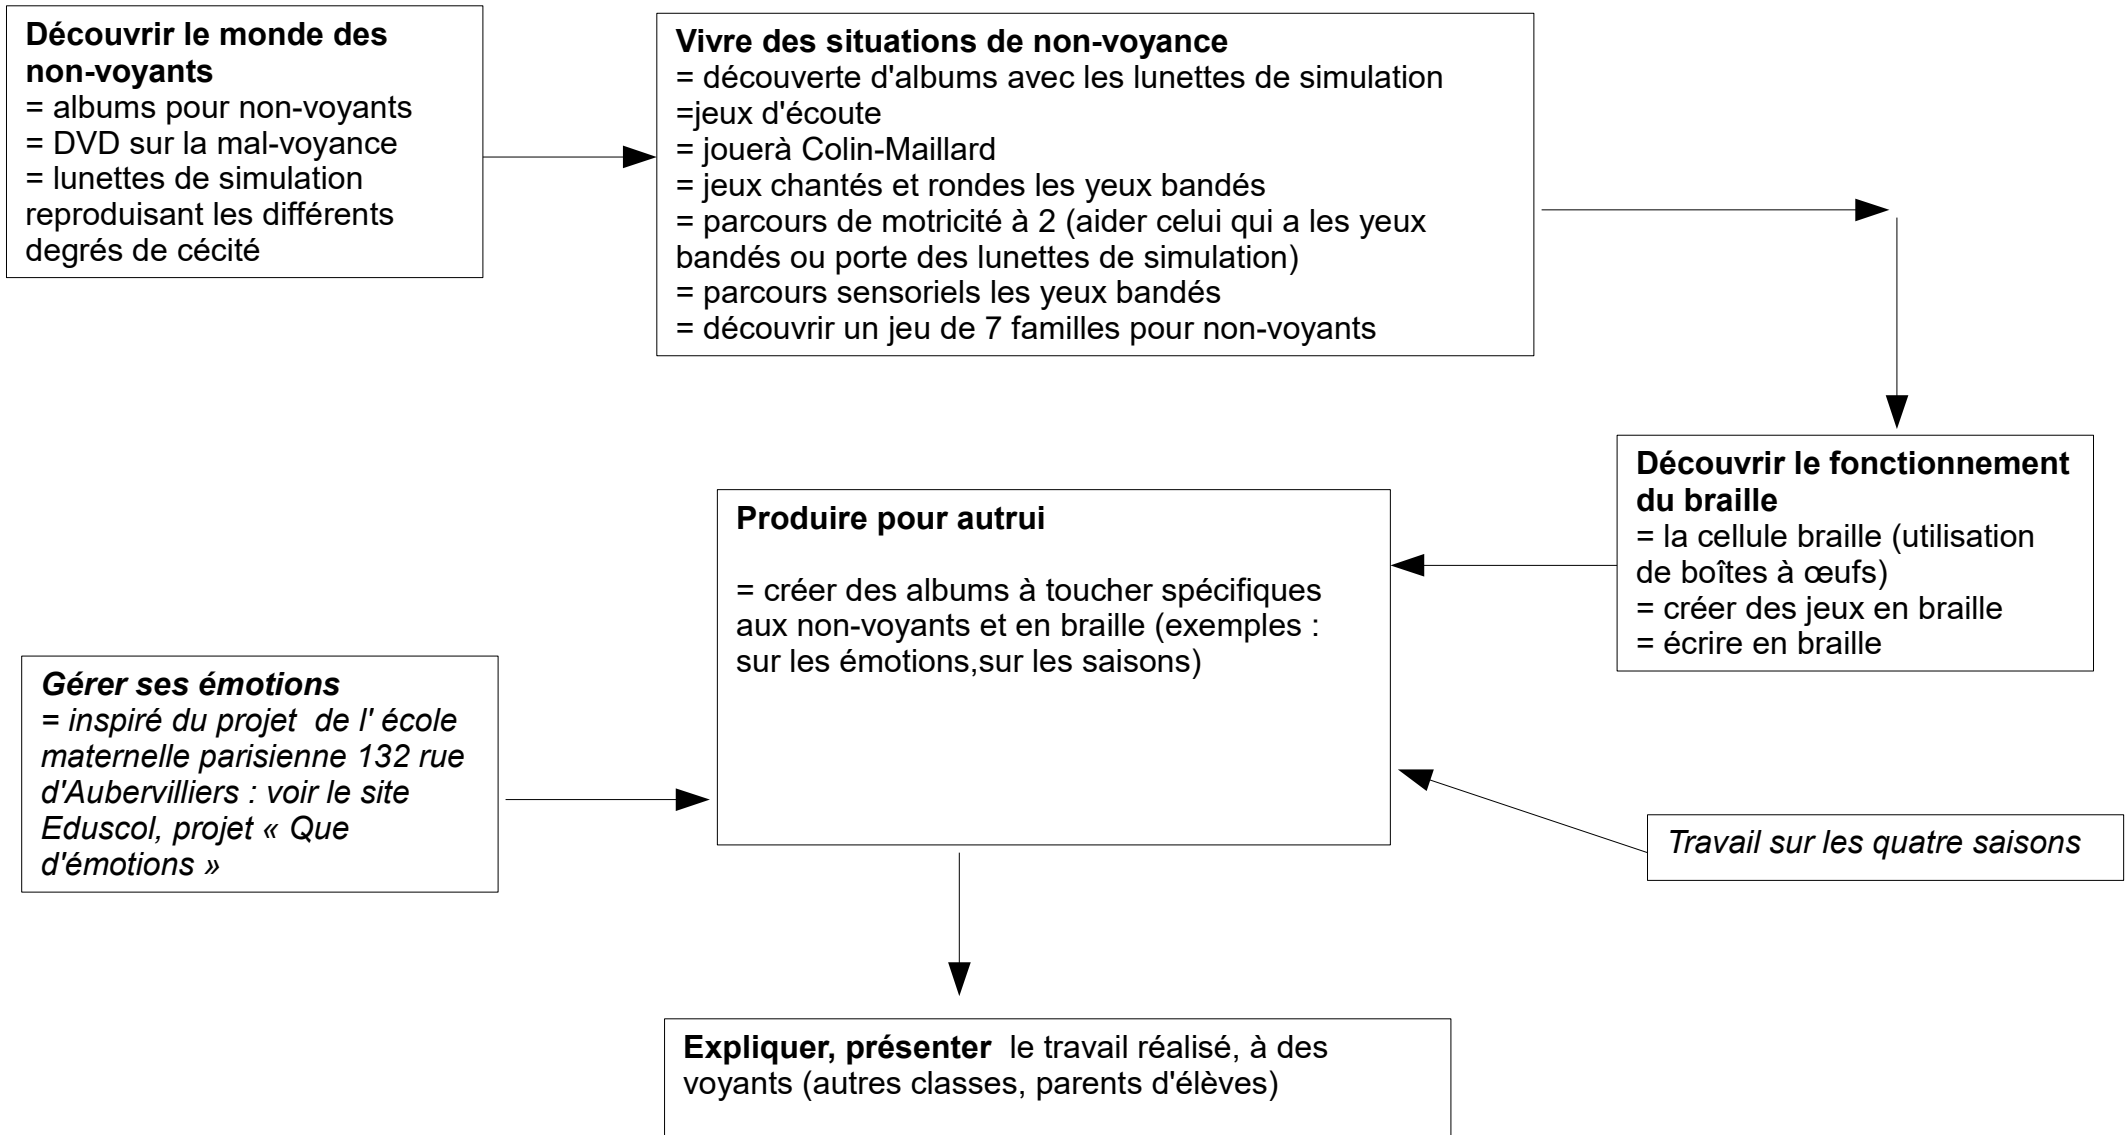 Découvrir le monde des
non-voyants
= albums pour non-voyants
= DVD sur la mal-voyance
= lunettes de simulation
reproduisant les différents
degrés de cécité
Vivre des situations de non-voyance
= découverte d'albums avec les lunettes de simulation
=jeux d'écoute
= jouerà Colin-Maillard
= jeux chantés et rondes les yeux bandés
= parcours de motricité à 2 (aider celui qui a les yeux
bandés ou porte des lunettes de simulation)
= parcours sensoriels les yeux bandés
= découvrir un jeu de 7 familles pour non-voyants
Découvrir le fonctionnement
du braille
= la cellule braille (utilisation
de boîtes à œufs)
= créer des jeux en braille
= écrire en braille
Produire pour autrui
= créer des albums à toucher spécifiques
aux non-voyants et en braille (exemples :
sur les émotions,sur les saisons)
Gérer ses émotions
= inspiré du projet  de l' école
maternelle parisienne 132 rue
d'Aubervilliers : voir le site
Eduscol, projet « Que
d'émotions »
Travail sur les quatre saisons
Expliquer, présenter  le travail réalisé, à des
voyants (autres classes, parents d'élèves)